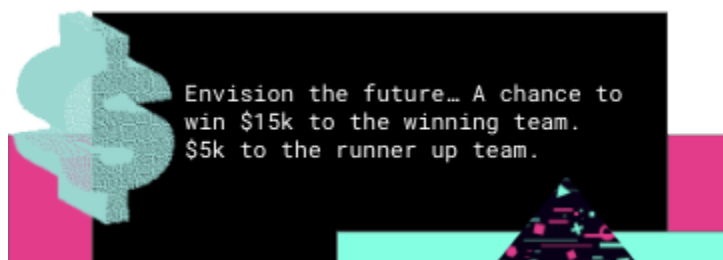 Envision the future… A chance to
win $15k to the winning team.
$5k to the runner up team.